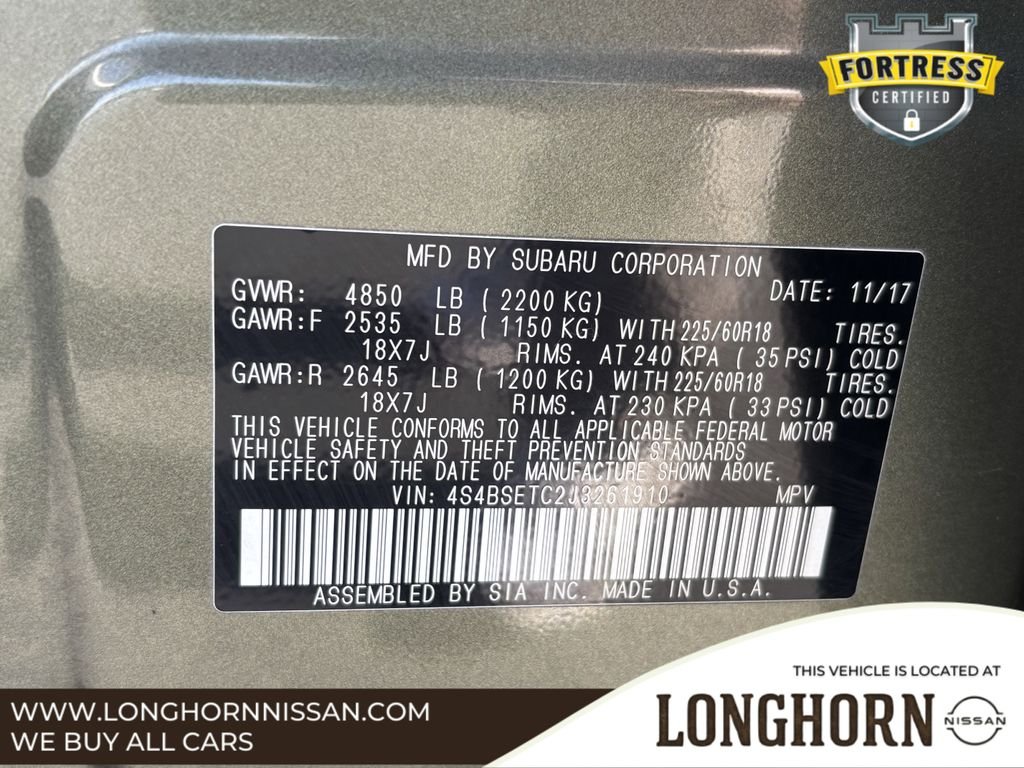 FORTRESS
CERTIFIED
MFD BY SUBARU CORPORATION
GVWR: 4850 LB ( 2200 KG) DATE: 11/17
GAWR:F 2535 LB ( 1150 KG) WITH 225/60R18 TIRES.
18X7J RIMS. AT 240 KPA ( 35 PSI) COLD
GAWR:R 2645 LB ( 1200 KG) WITH 225/60R18 TIRES.
18X7J RIMS. AT 230 KPA ( 33 PSI) COLD
THIS VEHICLE CONFORMS TO ALL APPLICABLE FEDERAL MOTOR
VEHICLE SAFETY AND THEFT PREVENTION STANDARDS
IN EFFECT ON THE DATE OF MANUFACTURE SHOWN ABOVE.
VIN: 4S4BSETC2J3261910 MPV
ASSEMBLED BY SIA INC. MADE IN U.S.A.
THIS VEHICLE IS LOCATED AT
LONGHORN NISSAN
WWW.LONGHORNNISSAN.COM
WE BUY ALL CARS